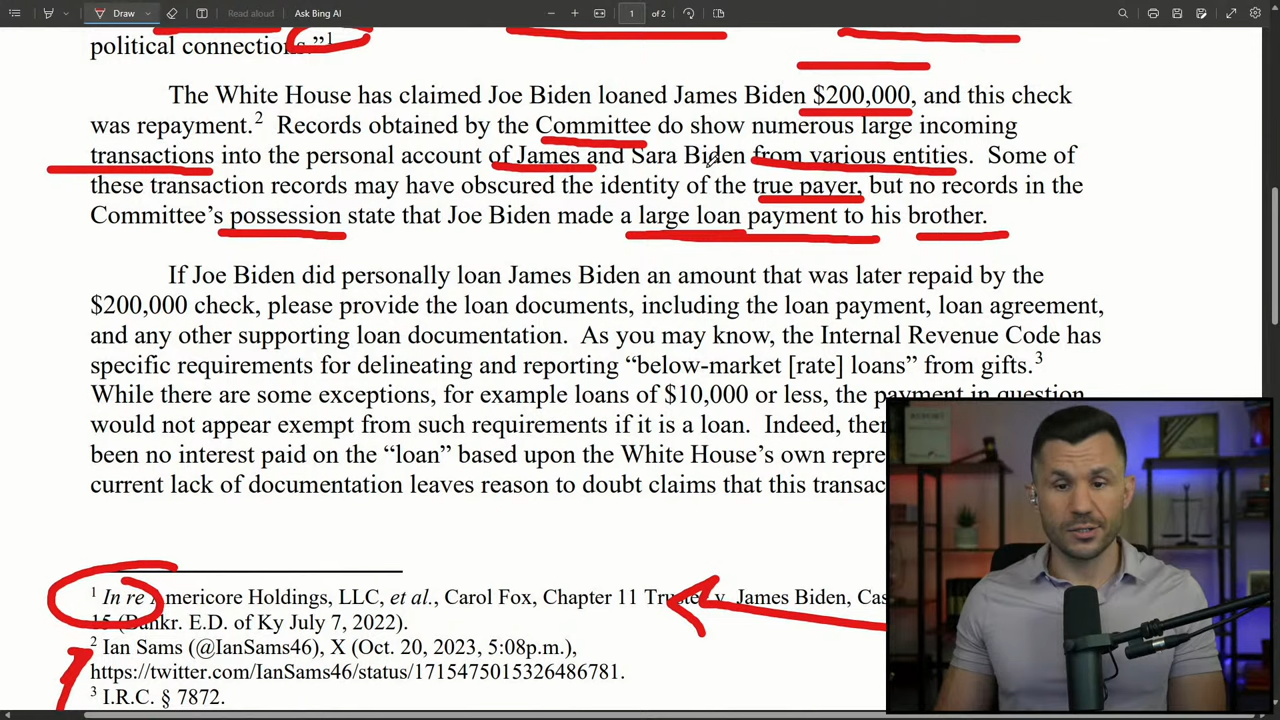 Draw
Read aloud
Ask Bing AI
1
of 2
political connections.”1
The White House has claimed Joe Biden loaned James Biden $200,000, and this check
was repayment.2 Records obtained by the Committee do show numerous large incoming
transactions into the personal account of James and Sara Biden from various entities. Some of
these transaction records may have obscured the identity of the true payer, but no records in the
Committee’s possession state that Joe Biden made a large loan payment to his brother.
If Joe Biden did personally loan James Biden an amount that was later repaid by the
$200,000 check, please provide the loan documents, including the loan payment, loan agreement,
and any other supporting loan documentation. As you may know, the Internal Revenue Code has
specific requirements for delineating and reporting “below-market [rate] loans” from gifts.3
While there are some exceptions, for example loans of $10,000 or less, the payment in question
would not appear exempt from such requirements if it is a loan. Indeed,
been no interest paid on the “loan” based upon the White House’s own
current lack of documentation leaves reason to doubt claims that this
1 In re Americore Holdings, LLC, et al., Carol Fox, Chapter 11 Trustee v. James Biden,
15 (Bankr. E.D. of Ky July 7, 2022).
2 Ian Sams (@IanSams46), X (Oct. 20, 2023, 5:08p.m.),
https://twitter.com/IanSams46/status/1715475015326486781.
3 I.R.C. § 7872.